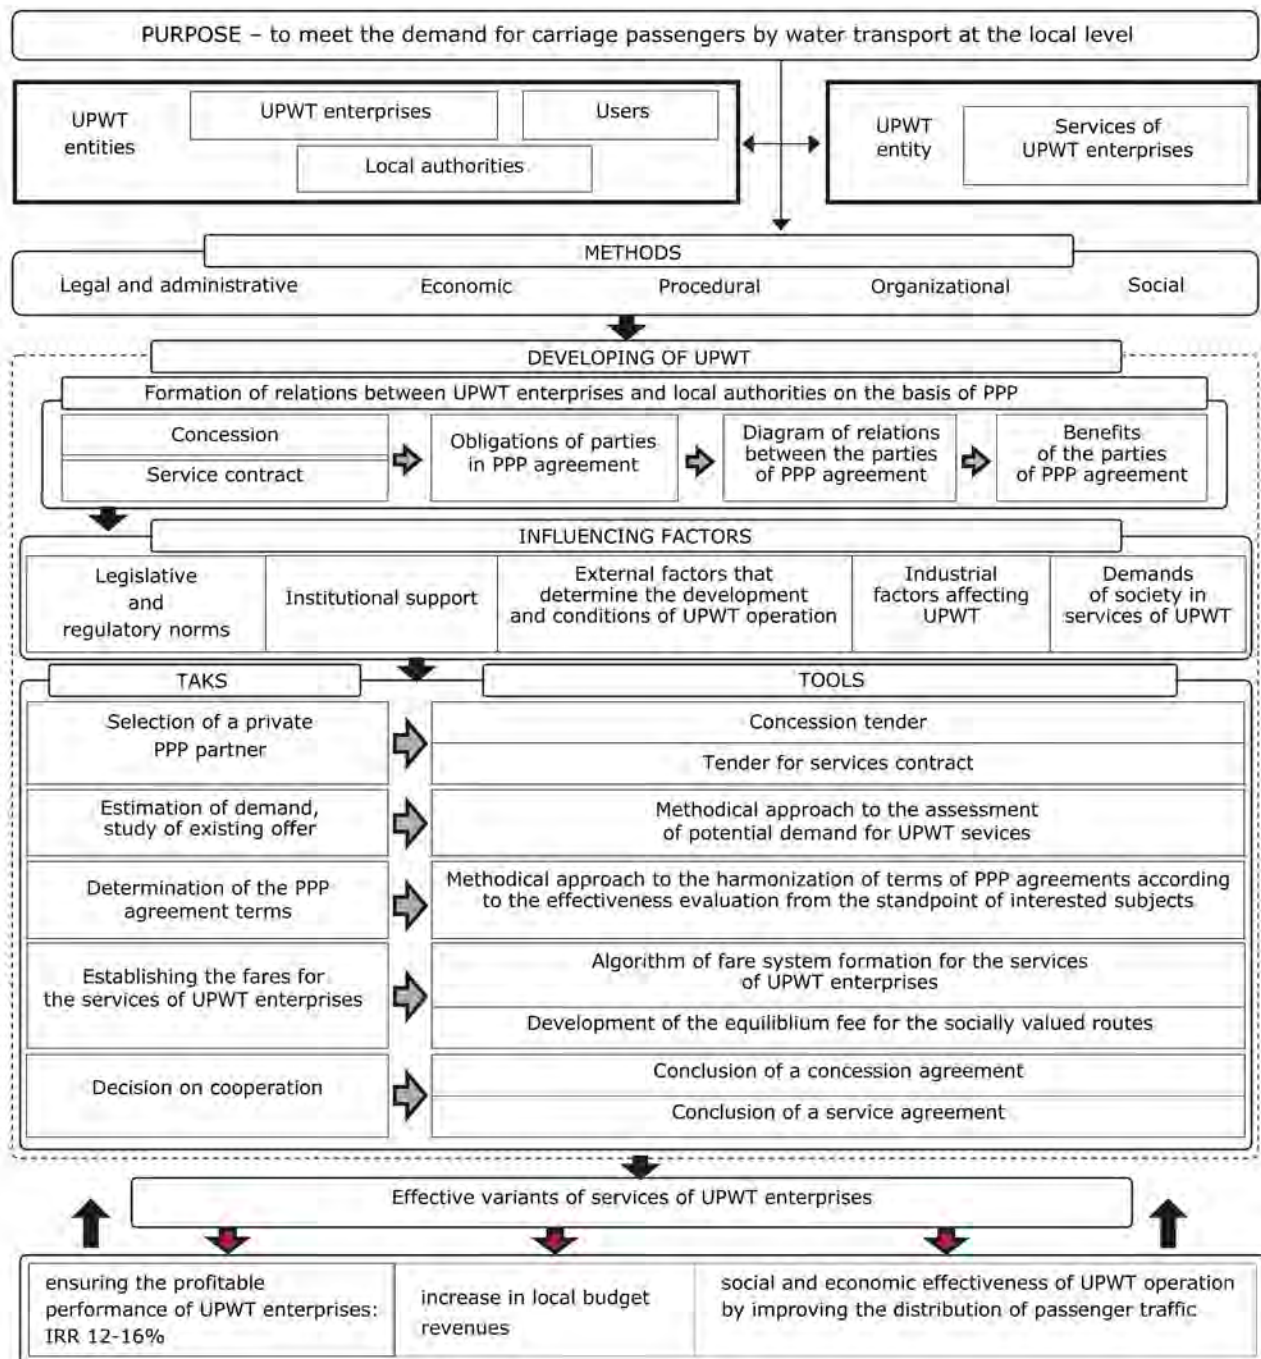 PURPOSE – to meet the demand for carriage passengers by water transport at the local level
UPWT
entities
UPWT enterprises
Users
Local authorities
UPWT
entity
Services of
UPWT enterprises
METHODS
Legal and administrative
Economic
Procedural
Organizational
Social
DEVELOPING OF UPWT
Formation of relations between UPWT enterprises and local authorities on the basis of PPP
Concession
Service contract
Obligations of parties
in PPP agreement
Diagram of relations
between the parties
of PPP agreement
Benefits
of the parties
of PPP agreement
INFLUENCING FACTORS
Legislative
and
regulatory norms
Institutional support
External factors that
determine the development
and conditions of UPWT operation
Industrial
factors affecting
UPWT
Demands
of society in
services of UPWT
TAKS
TOOLS
Selection of a private
PPP partner
Concession tender
Tender for services contract
Estimation of demand,
study of existing offer
Methodical approach to the assessment
of potential demand for UPWT sevices
Determination of the PPP
agreement terms
Methodical approach to the harmonization of terms of PPP agreements according
to the effectiveness evaluation from the standpoint of interested subjects
Establishing the fares for
the services of UPWT enterprises
Algorithm of fare system formation for the services
of UPWT enterprises
Development of the equiliblium fee for the socially valued routes
Decision on cooperation
Conclusion of a concession agreement
Conclusion of a service agreement
Effective variants of services of UPWT enterprises
ensuring the profitable
performance of UPWT enterprises:
IRR 12-16%
increase in local budget
revenues
social and economic effectiveness of UPWT operation
by improving the distribution of passenger traffic